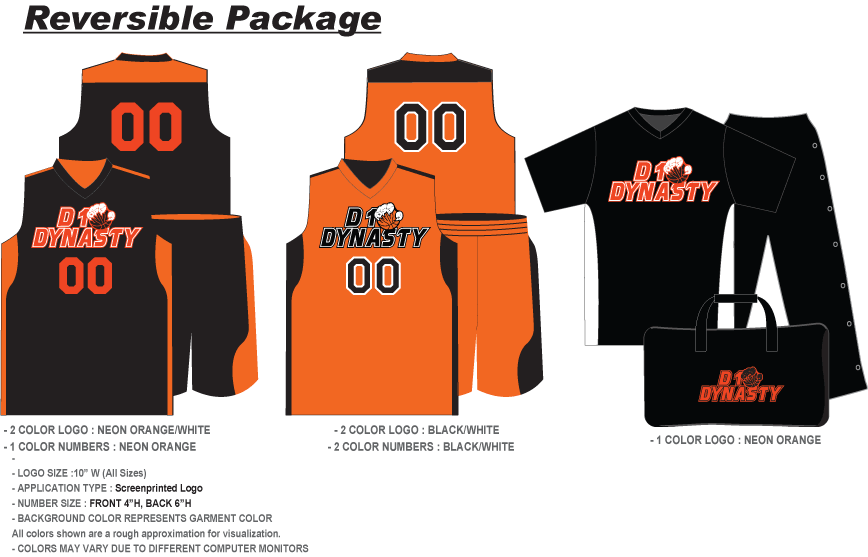 Reversible Package
00
00
D1
DYNASTY
00
D1
DYNASTY
00
D1
DYNASTY
D1
DYNASTY
- 2 COLOR LOGO : NEON ORANGE/WHITE
- 1 COLOR NUMBERS : NEON ORANGE
-
- 2 COLOR LOGO : BLACK/WHITE
- 2 COLOR NUMBERS : BLACK/WHITE
- 1 COLOR LOGO : NEON ORANGE
- LOGO SIZE :10” W (All Sizes)
- APPLICATION TYPE : Screenprinted Logo
- NUMBER SIZE : FRONT 4”H, BACK 6”H
- BACKGROUND COLOR REPRESENTS GARMENT COLOR
All colors shown are a rough approximation for visualization.
- COLORS MAY VARY DUE TO DIFFERENT COMPUTER MONITORS